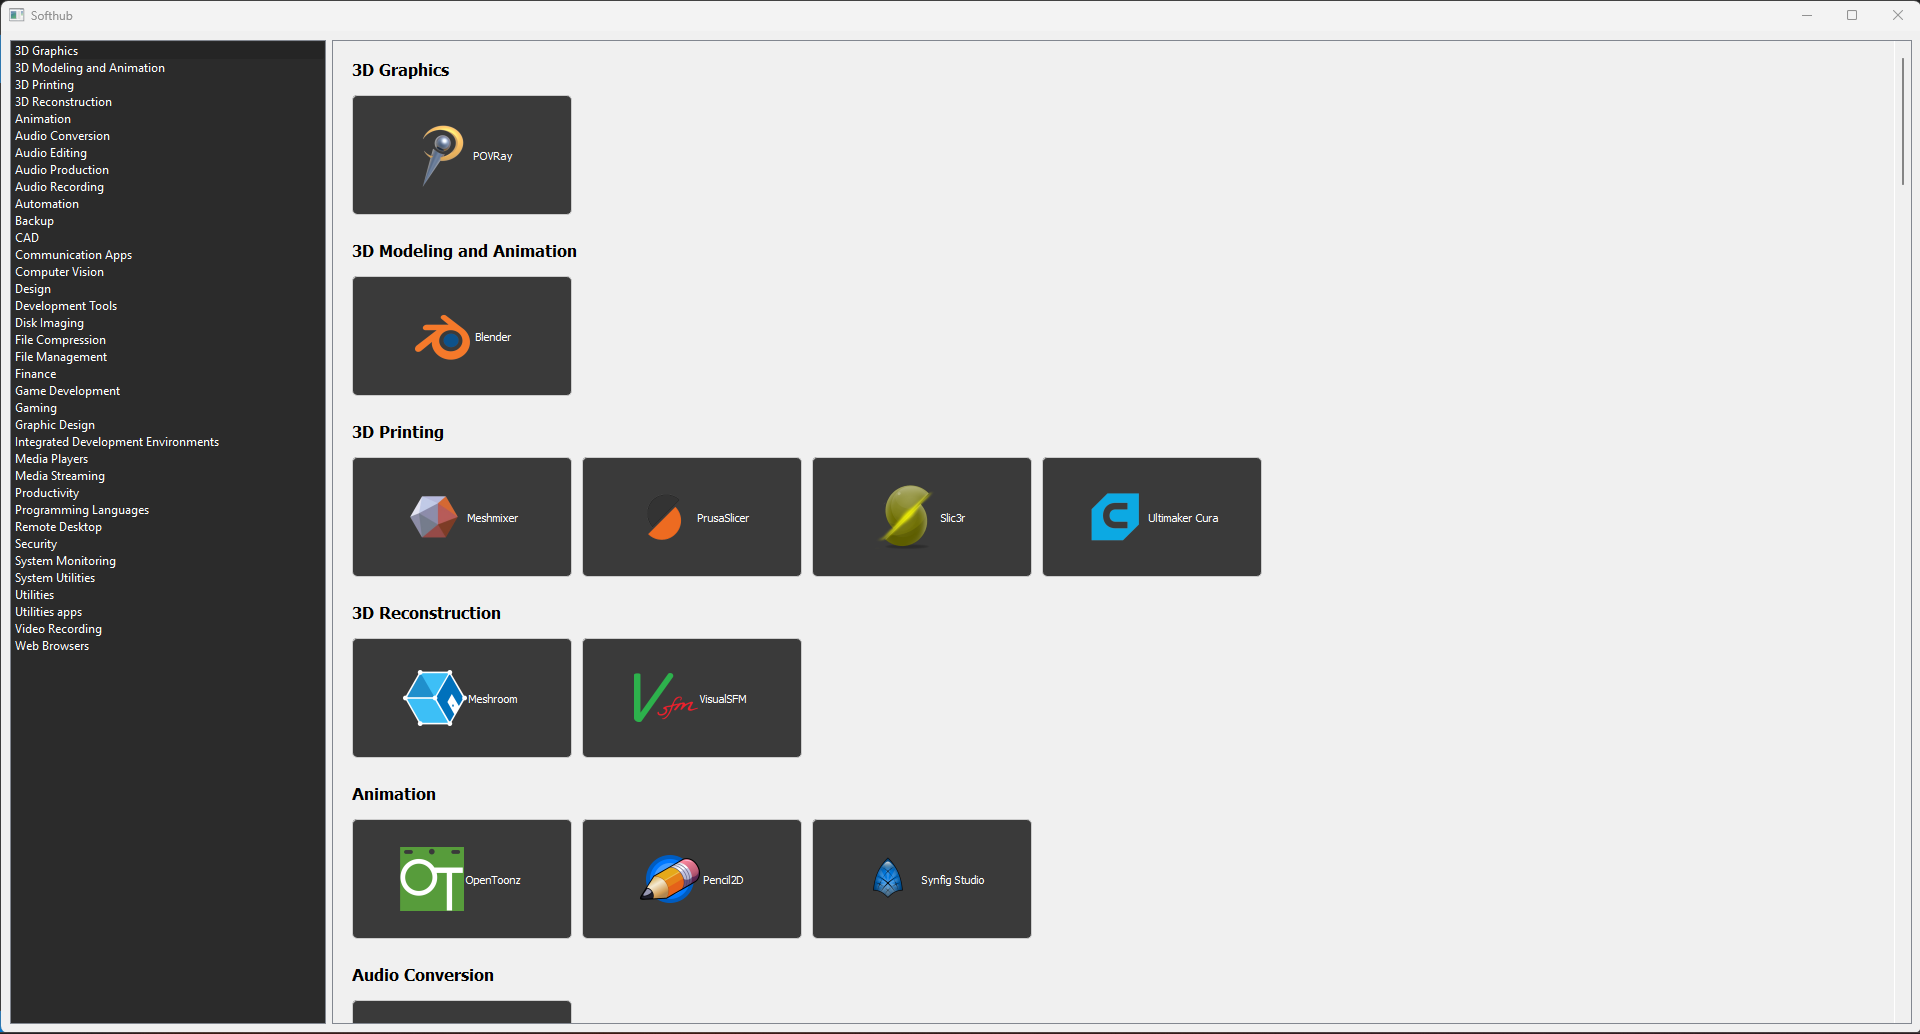 Softhub
3D Graphics
3D Modeling and Animation
3D Printing
3D Reconstruction
Animation
Audio Conversion
Audio Editing
Audio Production
Audio Recording
Automation
Backup
CAD
Communication Apps
Computer Vision
Design
Development Tools
Disk Imaging
File Compression
File Management
Finance
Game Development
Gaming
Graphic Design
Integrated Development Environments
Media Players
Media Streaming
Productivity
Programming Languages
Remote Desktop
Security
System Monitoring
System Utilities
Utilities
Utilities apps
Video Recording
Web Browsers
3D Graphics
POVRay
3D Modeling and Animation
Blender
3D Printing
Meshmixer
PrusaSlicer
Slic3r
Ultimaker Cura
3D Reconstruction
Meshroom
Vsfm
VisualSFM
Animation
OT
OpenToonz
Pencil2D
Synfig Studio
Audio Conversion